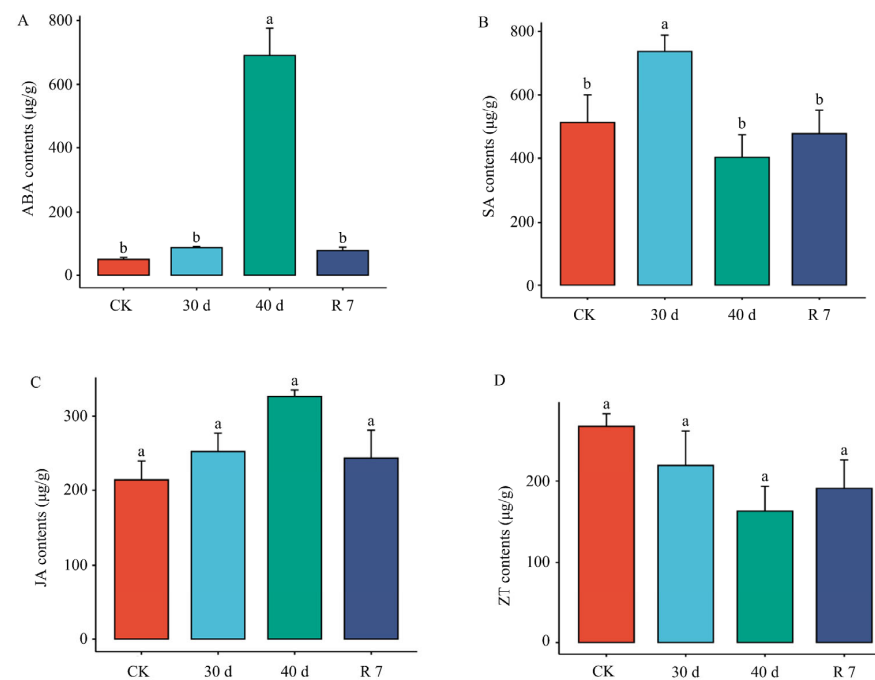 A
ABA contents (μg/g)
800
600
400
200
0
a
b
b
b
CK
30 d
40 d
R 7
B
SA contents (μg/g)
800
600
400
200
0
b
a
b
b
CK
30 d
40 d
R 7
C
JA contents (μg/g)
300
200
100
0
a
a
a
a
CK
30 d
40 d
R 7
D
ZT contents (μg/g)
200
100
0
a
a
a
a
CK
30 d
40 d
R 7